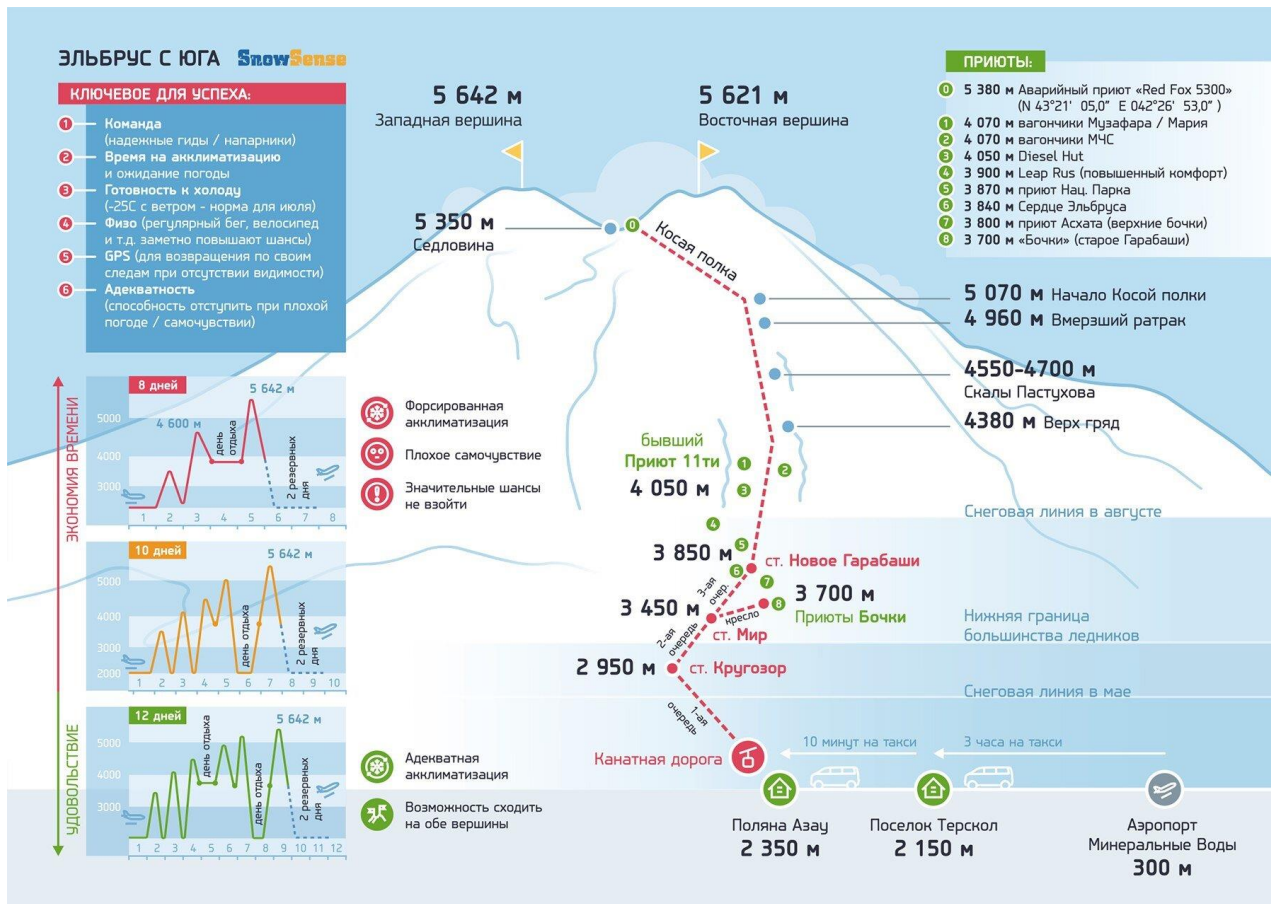 ЭЛЬБРУС С ЮГА SnowSense
КЛЮЧЕВОЕ ДЛЯ УСПЕХА:
1 Команда
(надежные гиды / напарники)
2 Время на акклиматизацию
и ожидание погоды
3 Готовность к холоду
(-25С с ветром - норма для июля)
4 Физо (регулярный бег, велосипед
и т.д. заметно повышают шансы)
5 GPS (для возвращения по своим
следам при отсутствии видимости)
6 Адекватность
(способность отступить при плохой
погоде / самочувствии)
5 642 м
Западная вершина
5 621 м
Восточная вершина
5 350 м
Седловина
0
Косая полка
ПРИЮТЫ:
0 5 380 м Аварийный приют «Red Fox 5300»
(N 43°21' 05,0" E 042°26' 53,0" )
1 4 070 м вагончики Музафара / Мария
2 4 070 м вагончики МЧС
3 4 050 м Diesel Hut
4 3 900 м Leap Rus (повышенный комфорт)
5 3 870 м приют Нац. Парка
6 3 840 м Сердце Эльбруса
7 3 800 м приют Асхата (верхние бочки)
8 3 700 м «Бочки» (старое Гарабаши)
5 070 м Начало Косой полки
4 960 м Вмерзший ратрак
4550-4700 м
Скалы Пастухова
4380 м Верх гряд
бывший
Приют 11ти
4 050 м
1
2
3
4
5
6
7
8
3 850 м
ст. Новое Гарабаши
3-ая
очер.
3 700 м
Приюты Бочки
3 450 м
кресло
ст. Мир
2-ая
очередь
2 950 м
ст. Кругозор
1-ая
очередь
Канатная дорога
Снеговая линия в августе
Нижняя граница
большинства ледников
Снеговая линия в мае
10 минут на такси
3 часа на такси
Поляна Азау
2 350 м
Поселок Терскол
2 150 м
Аэропорт
Минеральные Воды
300 м
ЭКОНОМИЯ ВРЕМЕНИ
УДОВОЛЬСТВИЕ
8 дней
5 642 м
4 600 м
5000
4000
3000
день
отдыха
2 резервных
дня
1 2 3 4 5 6 7 8
Форсированная
акклиматизация
Плохое самочувствие
Значительные шансы
не взойти
10 дней
5 642 м
5000
4000
3000
2000
день отдыха
2 резервных
дня
1 2 3 4 5 6 7 8 9 10
12 дней
5 642 м
5000
4000
3000
день отдыха
день отдыха
2 резервных
дня
1 2 3 4 5 6 7 8 9 10 11 12
Адекватная
акклиматизация
Возможность сходить
на обе вершины